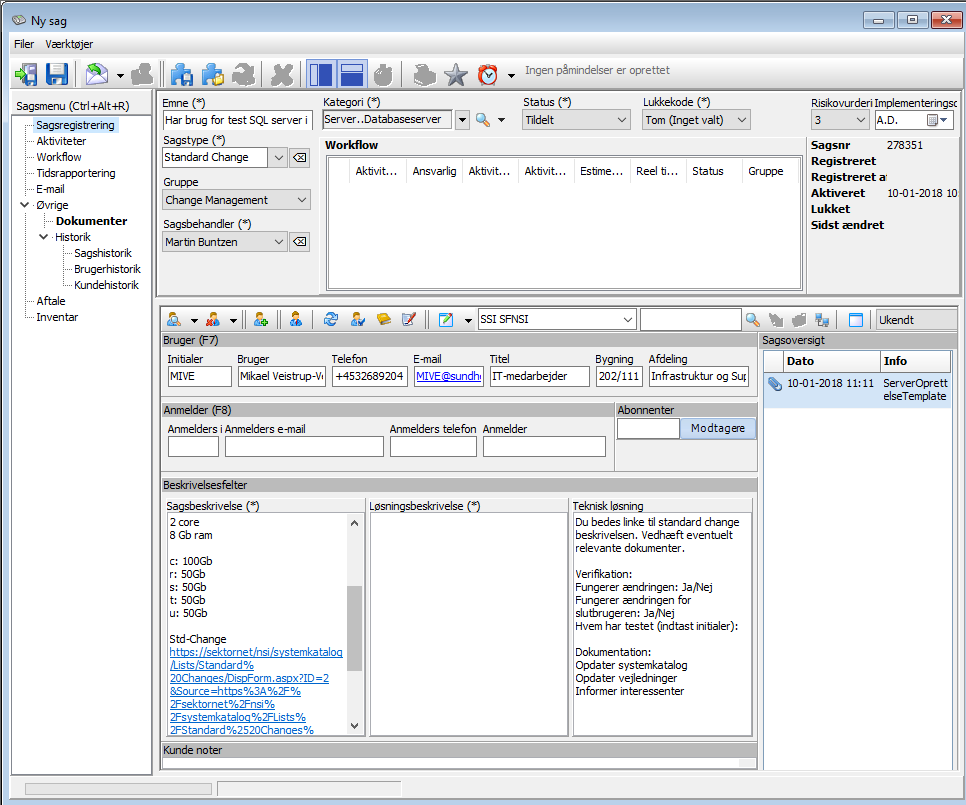 Ny sag
Filer Værktøjer
Ingen påmindelser er oprettet
Sagsmenu (Ctrl+Alt+R)
Sagsregistrering
Aktiviteter
Workflow
Tidsrapportering
E-mail
Øvrige
Dokumenter
Historik
Sagshistorik
Brugerhistorik
Kundehistorik
Aftale
Inventar
Emne (*)
Har brug for test SQL server i
Sagstype (*)
Standard Change
Gruppe
Change Management
Sagsbehandler (*)
Martin Buntzen
Kategori (*)
Server..Databaseserver
Status (*)
Tildelt
Lukkekode (*)
Tom (Inget valt)
Risikovurderi Implementeringsd
3 A.D.
Workflow
Aktivit... Ansvarlig Aktivit... Aktivit... Estime... Reel ti... Status Gruppe
Sagsnr 278351
Registreret
Registreret a
Aktiveret 10-01-2018 10
Lukket
Sidst ændret
SSI SFNSI
Ukendt
Bruger (F7)
Initialer Bruger Telefon E-mail Titel Bygning Afdeling
MIVE Mikael Veistrup-V +4532689204 MIVE@sundh IT-medarbejder 202/111 Infrastruktur og Sup
Anmelder (F8)
Anmelders i Anmelders e-mail Anmelders telefon Anmelder
Abonnenter
Modtagere
Sagsoversigt
Dato Info
10-01-2018 11:11 ServerOprett
elseTemplate
Beskrivelsesfelter
Sagsbeskrivelse (*)
2 core
8 Gb ram
c: 100Gb
r: 50Gb
s: 50Gb
t: 50Gb
u: 50Gb
Std-Change
https://sektornet/nsi/systemkatalog
/Lists/Standard%
20Changes/DispForm.aspx?ID=2
&Source=https%3A%2F%
2Fsektornet%2Fnsi%
2Fsystemkatalog%2FLists%
2FStandard%2520Changes%
Løsningsbeskrivelse (*)
Teknisk løsning
Du bedes linke til standard change
beskrivelsen. Vedhæft eventuelt
relevante dokumenter.
Verifikation:
Fungerer ændringen: Ja/Nej
Fungerer ændringen for
slutbrugeren: Ja/Nej
Hvem har testet (indtast initialer):
Dokumentation:
Opdater systemkatalog
Opdater vejledninger
Informer interessenter
Kunde noter